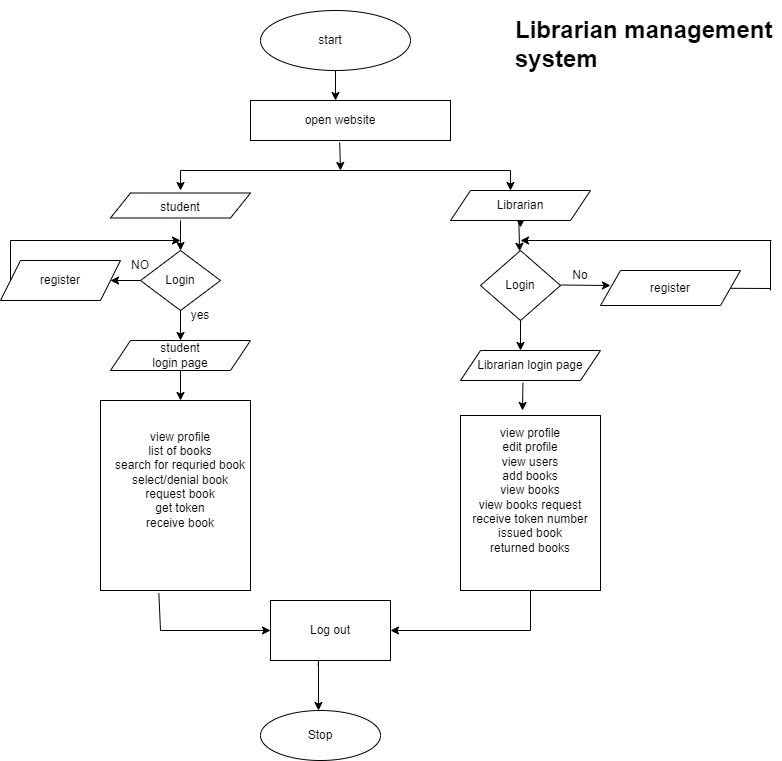 Librarian management
system
start
open website
student
Librarian
NO
register
Login
yes
Login
No
register
student
login page
Librarian login page
view profile
list of books
search for requried book
select/denial book
request book
get token
receive book
view profile
edit profile
view users
add books
view books
view books request
receive token number
issued book
returned books
Log out
Stop